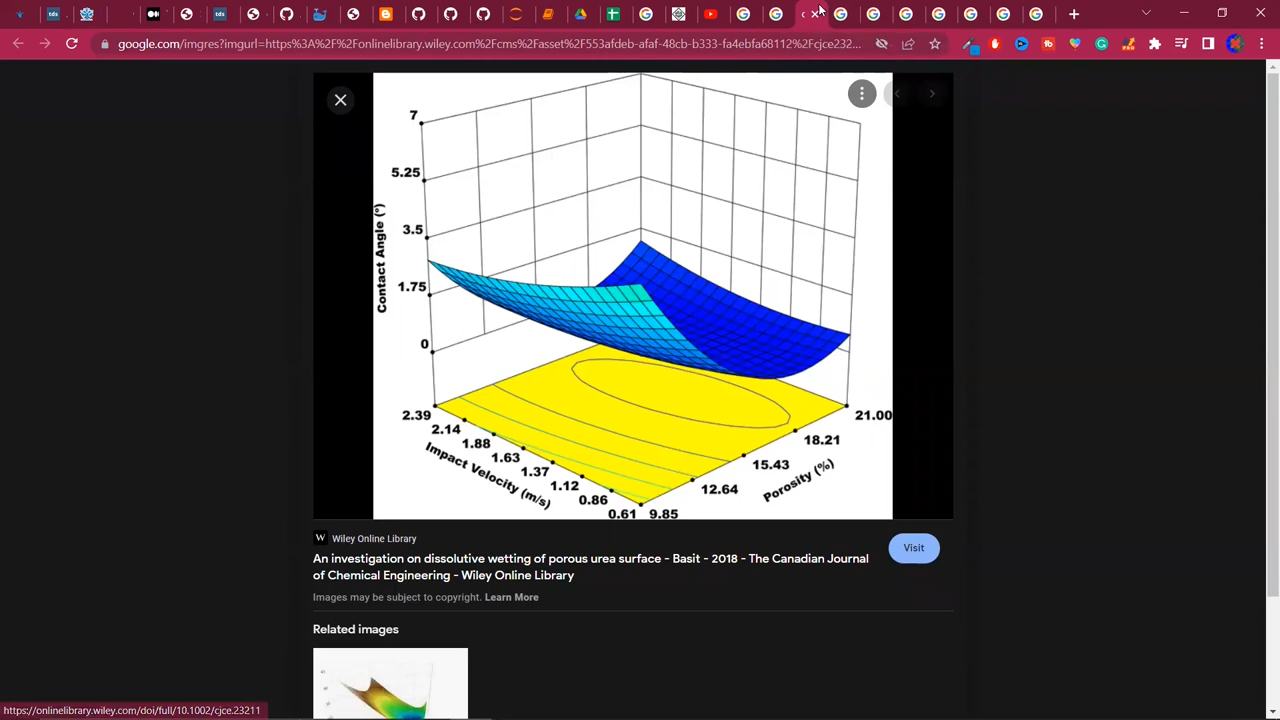 tds
tds
google.com/imgres?imgurl=https%3A%2F%2Fonlinelibrary.wiley.com%2Fcms%2Fasset%2F553afdeb-afaf-48cb-b333-fa4ebfa68112%2Fcjce232...
7
5.25
3.5
1.75
0
Contact Angle (°)
2.39
2.14
1.88
1.63
1.37
1.12
0.86
0.61
Impact Velocity (m/s)
21.00
18.21
15.43
12.64
9.85
Porosity (%)
W Wiley Online Library
An investigation on dissolutive wetting of porous urea surface - Basit - 2018 - The Canadian Journal
of Chemical Engineering - Wiley Online Library
Visit
Images may be subject to copyright. Learn More
Related images
https://onlinelibrary.wiley.com/doi/full/10.1002/cjce.23211